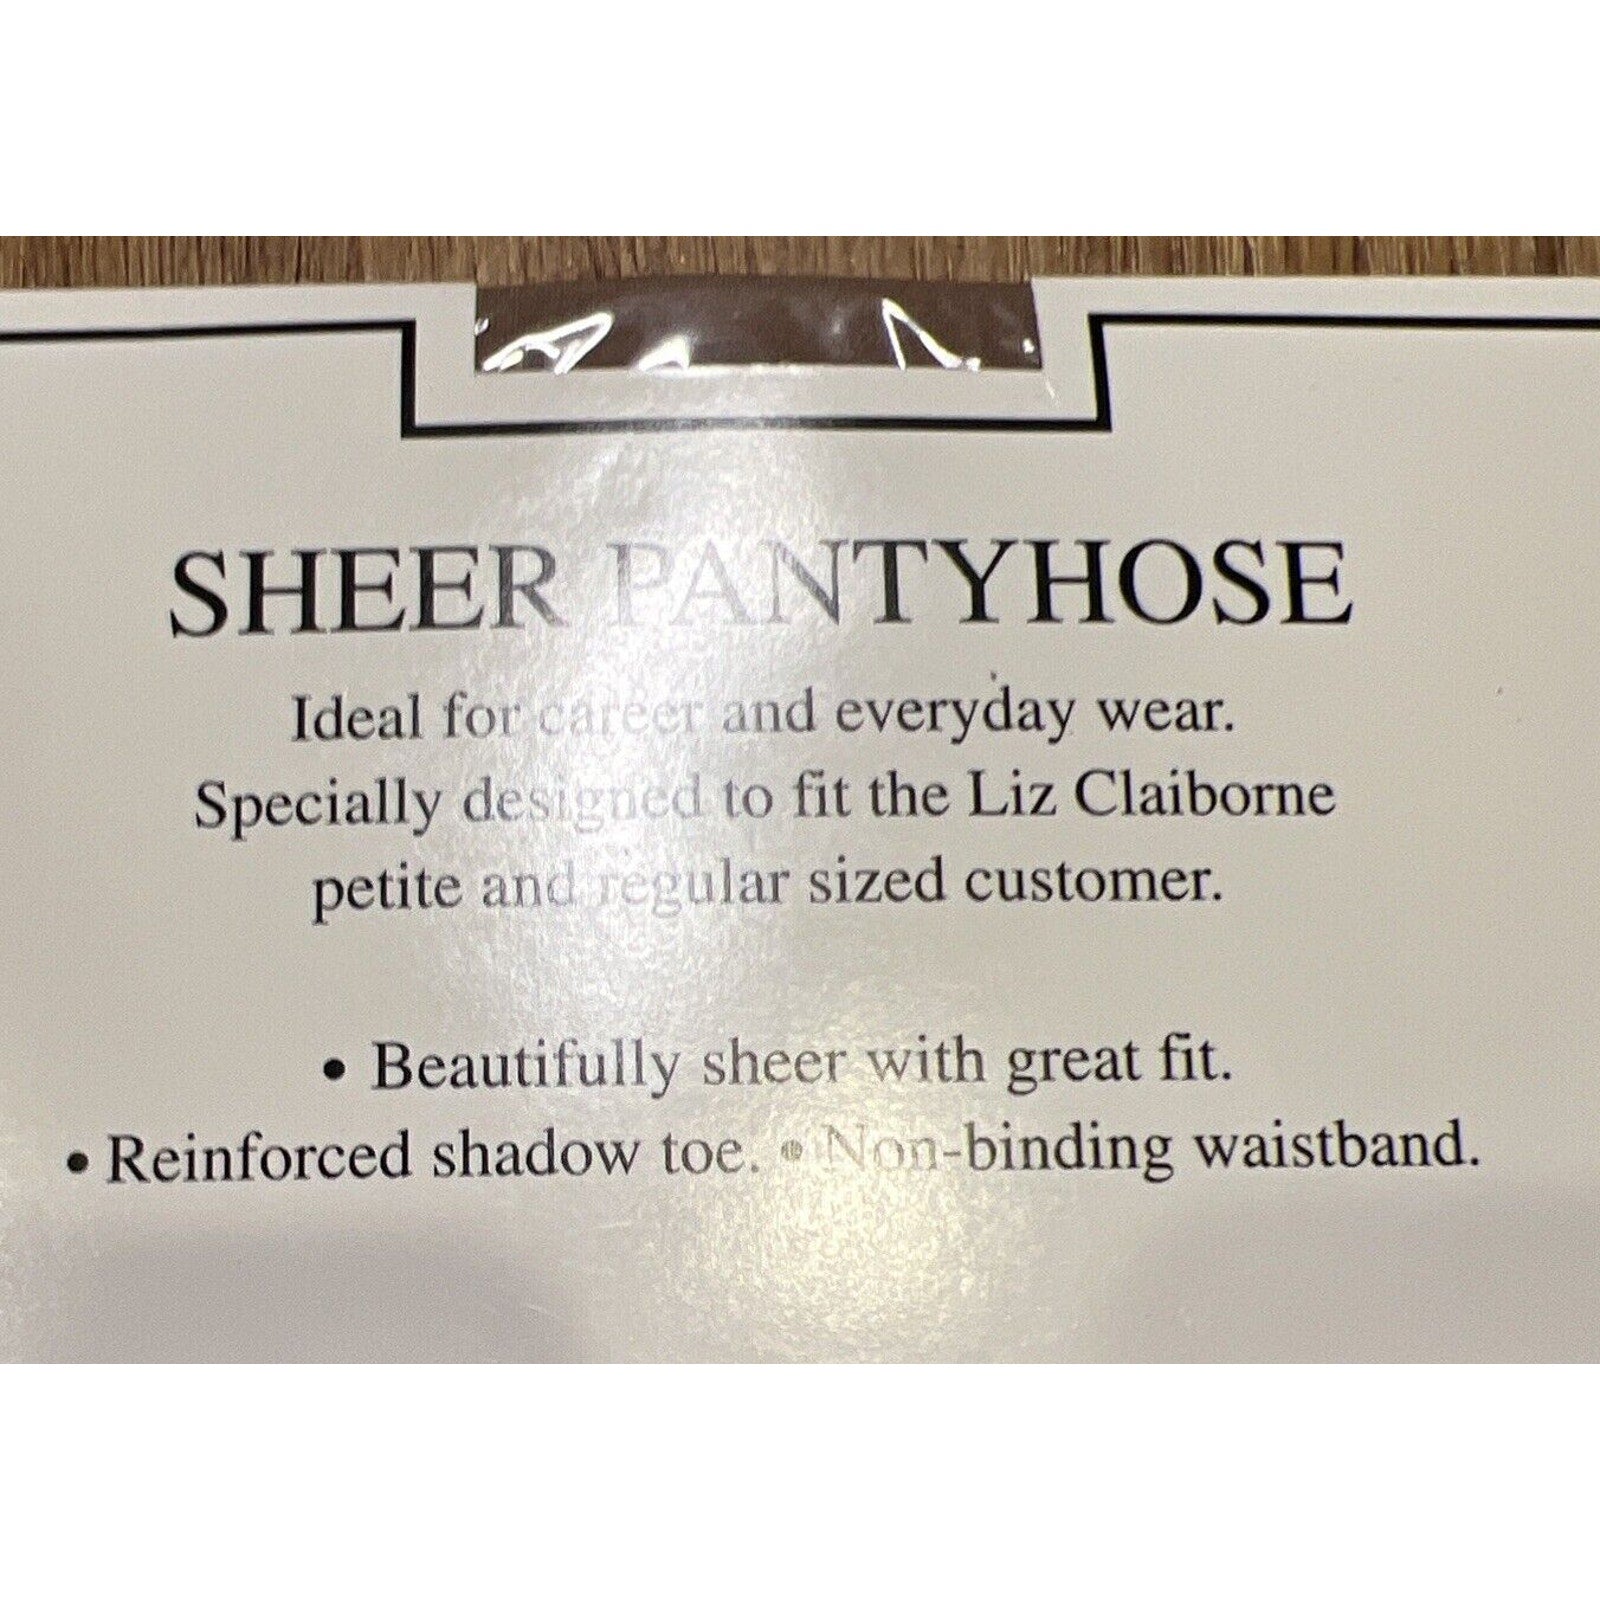 SHEER PANTYHOSE
Ideal for career and everyday wear.
Specially designed to fit the Liz Claiborne
petite and regular sized customer.
• Beautifully sheer with great fit.
• Reinforced shadow toe. • Non-binding waistband.